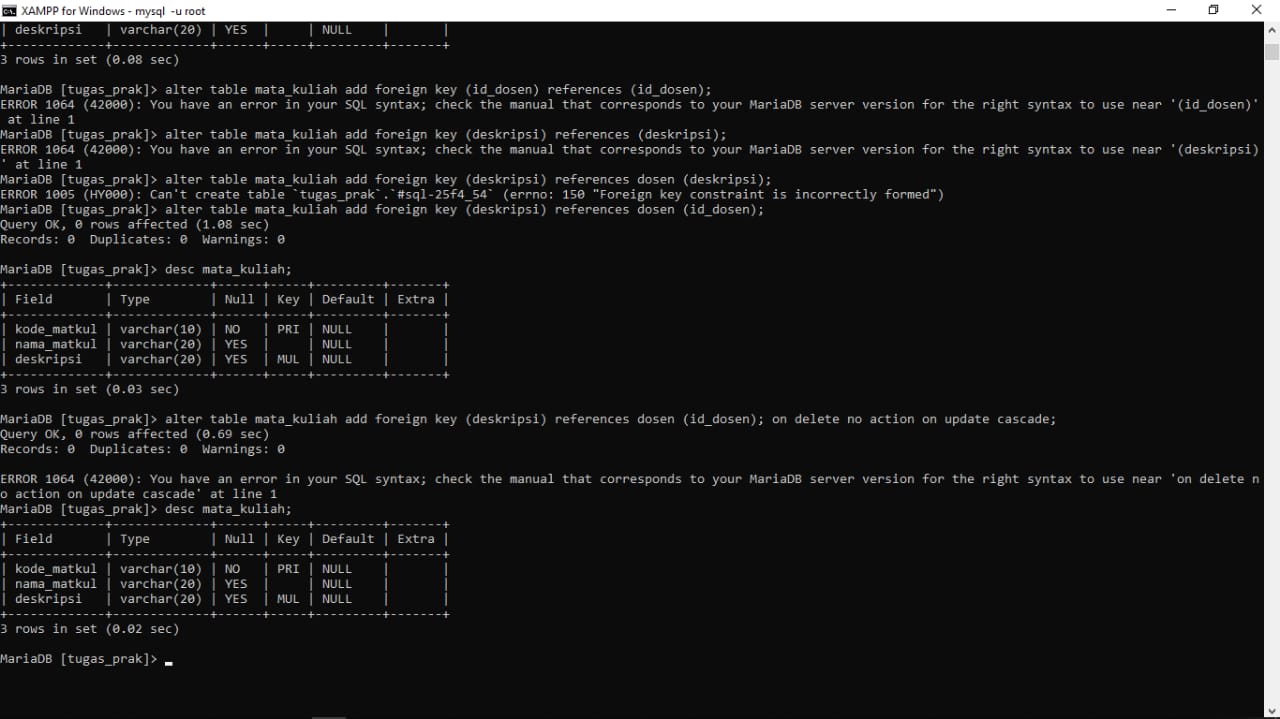 XAMPP for Windows - mysql -u root
| deskripsi   | varchar(20) | YES  |     | NULL    |       |
+-------------+-------------+------+-----+---------+-------+
3 rows in set (0.08 sec)
MariaDB [tugas_prak]> alter table mata_kuliah add foreign key (id_dosen) references (id_dosen);
ERROR 1064 (42000): You have an error in your SQL syntax; check the manual that corresponds to your MariaDB server version for the right syntax to use near '(id_dosen)'
 at line 1
MariaDB [tugas_prak]> alter table mata_kuliah add foreign key (deskripsi) references (deskripsi);
ERROR 1064 (42000): You have an error in your SQL syntax; check the manual that corresponds to your MariaDB server version for the right syntax to use near '(deskripsi)
' at line 1
MariaDB [tugas_prak]> alter table mata_kuliah add foreign key (deskripsi) references dosen (deskripsi);
ERROR 1005 (HY000): Can't create table `tugas_prak`.`#sql-25f4_54` (errno: 150 "Foreign key constraint is incorrectly formed")
MariaDB [tugas_prak]> alter table mata_kuliah add foreign key (deskripsi) references dosen (id_dosen);
Query OK, 0 rows affected (1.08 sec)
Records: 0  Duplicates: 0  Warnings: 0
MariaDB [tugas_prak]> desc mata_kuliah;
+-------------+-------------+------+-----+---------+-------+
| Field       | Type        | Null | Key | Default | Extra |
+-------------+-------------+------+-----+---------+-------+
| kode_matkul | varchar(10) | NO   | PRI | NULL    |       |
| nama_matkul | varchar(20) | YES  |     | NULL    |       |
| deskripsi   | varchar(20) | YES  | MUL | NULL    |       |
+-------------+-------------+------+-----+---------+-------+
3 rows in set (0.03 sec)
MariaDB [tugas_prak]> alter table mata_kuliah add foreign key (deskripsi) references dosen (id_dosen); on delete no action on update cascade;
Query OK, 0 rows affected (0.69 sec)
Records: 0  Duplicates: 0  Warnings: 0
ERROR 1064 (42000): You have an error in your SQL syntax; check the manual that corresponds to your MariaDB server version for the right syntax to use near 'on delete n
o action on update cascade' at line 1
MariaDB [tugas_prak]> desc mata_kuliah;
+-------------+-------------+------+-----+---------+-------+
| Field       | Type        | Null | Key | Default | Extra |
+-------------+-------------+------+-----+---------+-------+
| kode_matkul | varchar(10) | NO   | PRI | NULL    |       |
| nama_matkul | varchar(20) | YES  |     | NULL    |       |
| deskripsi   | varchar(20) | YES  | MUL | NULL    |       |
+-------------+-------------+------+-----+---------+-------+
3 rows in set (0.02 sec)
MariaDB [tugas_prak]> _